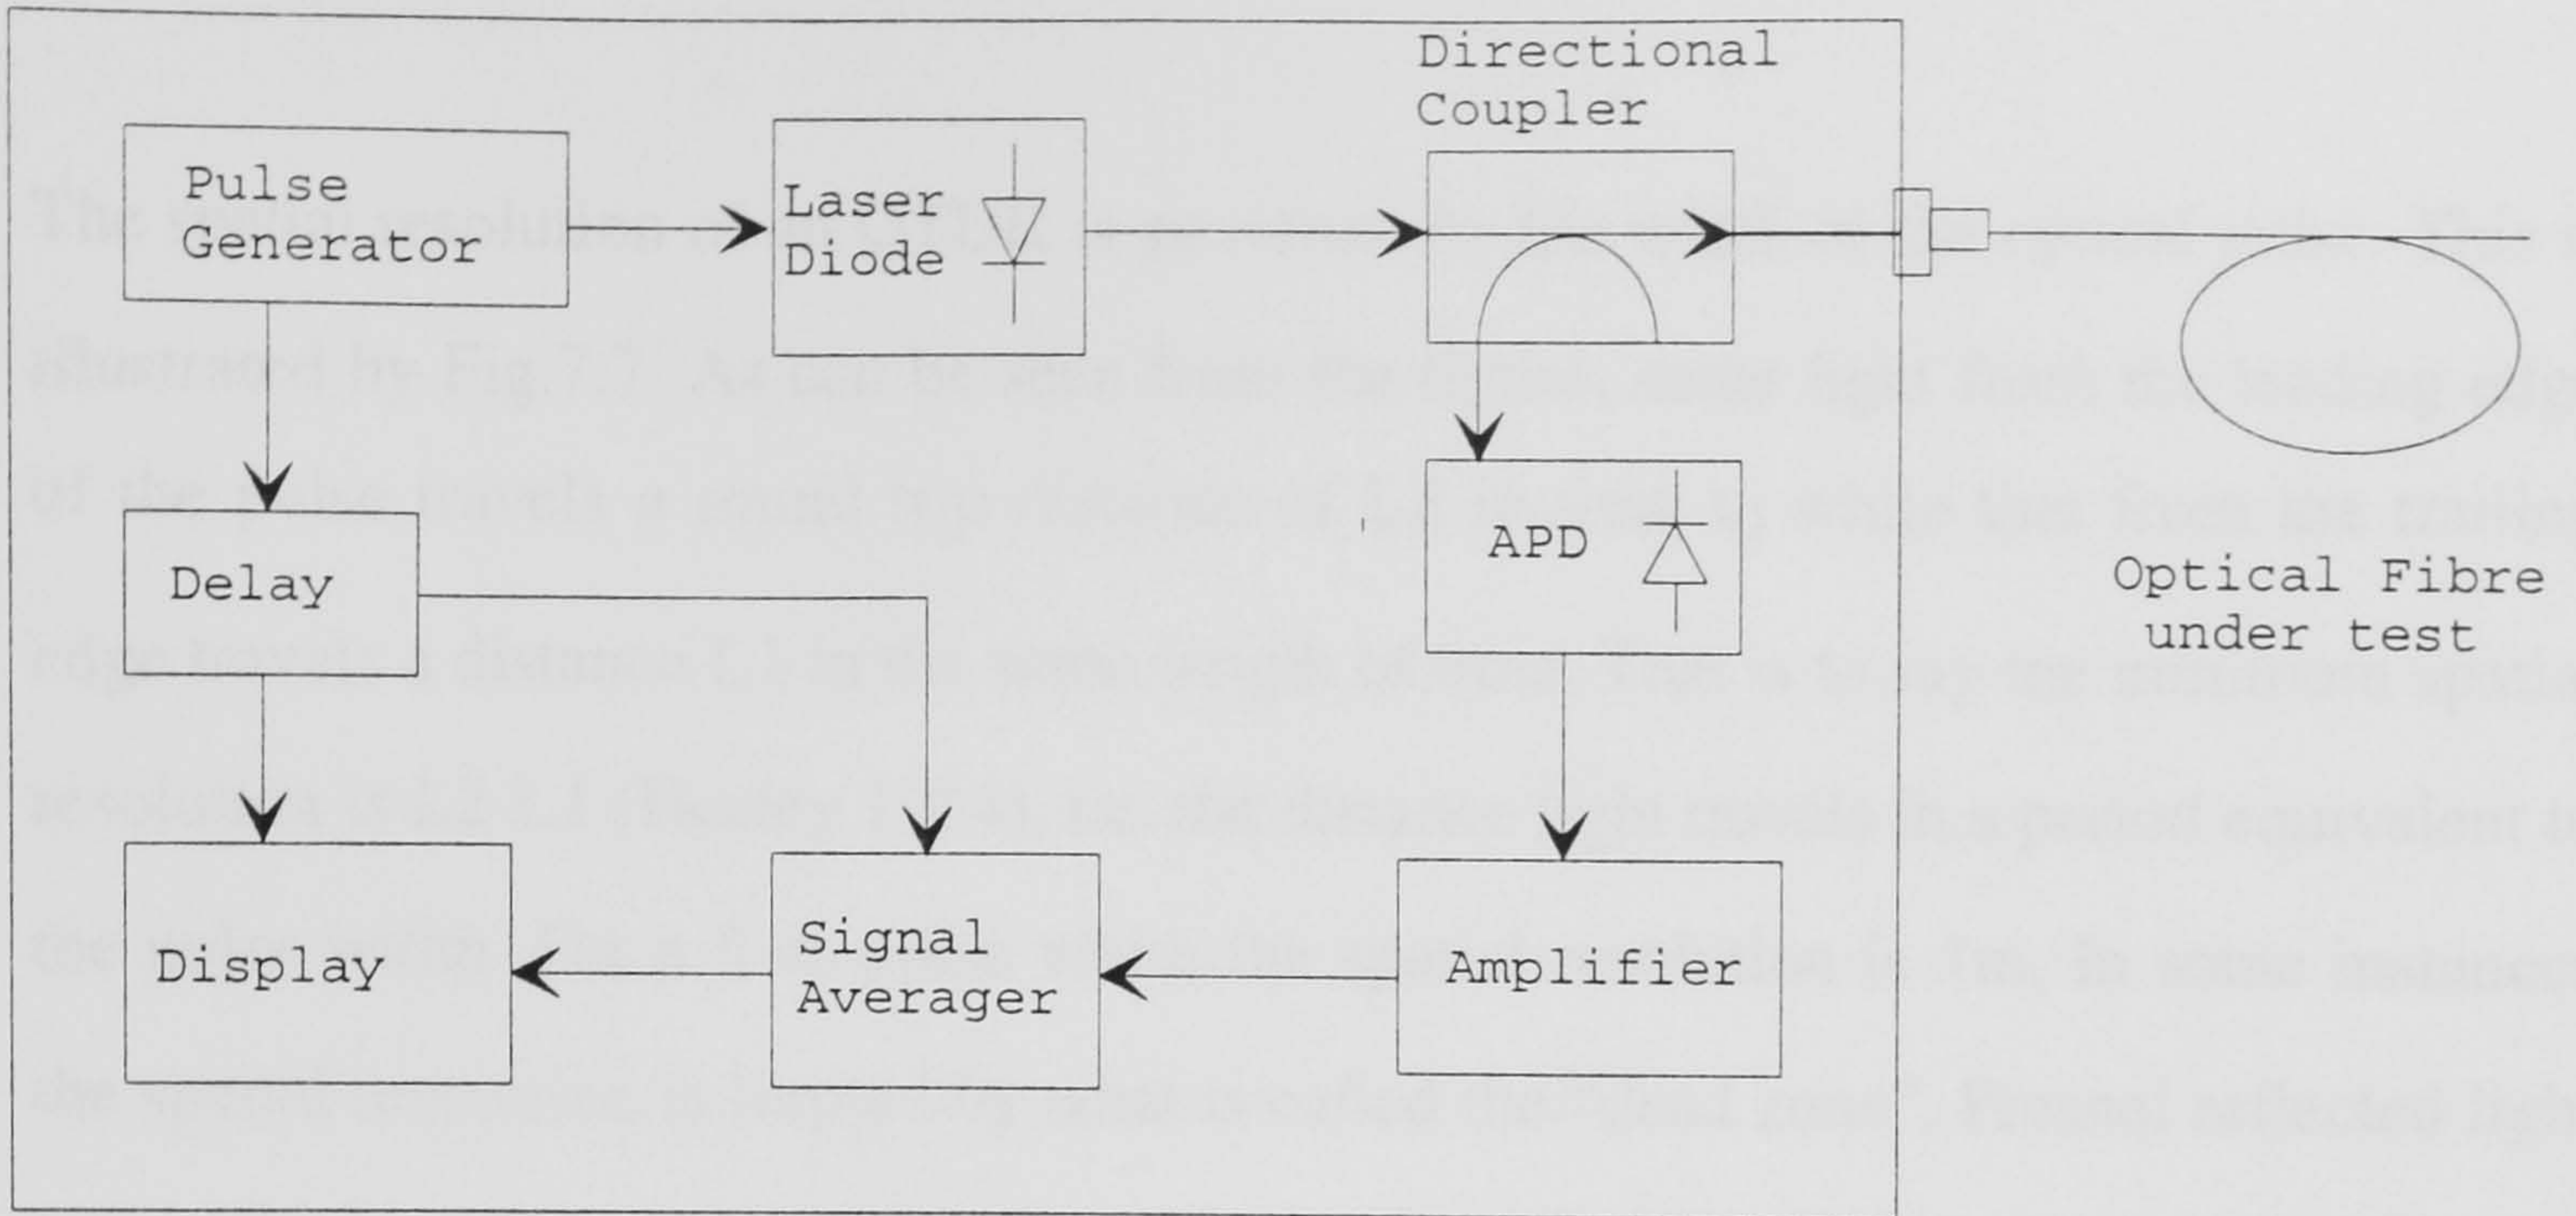 Directional
Coupler
Pulse
Generator
Laser
Diode
APD
Optical Fibre
under test
Delay
Display
Signal
Averager
Amplifier